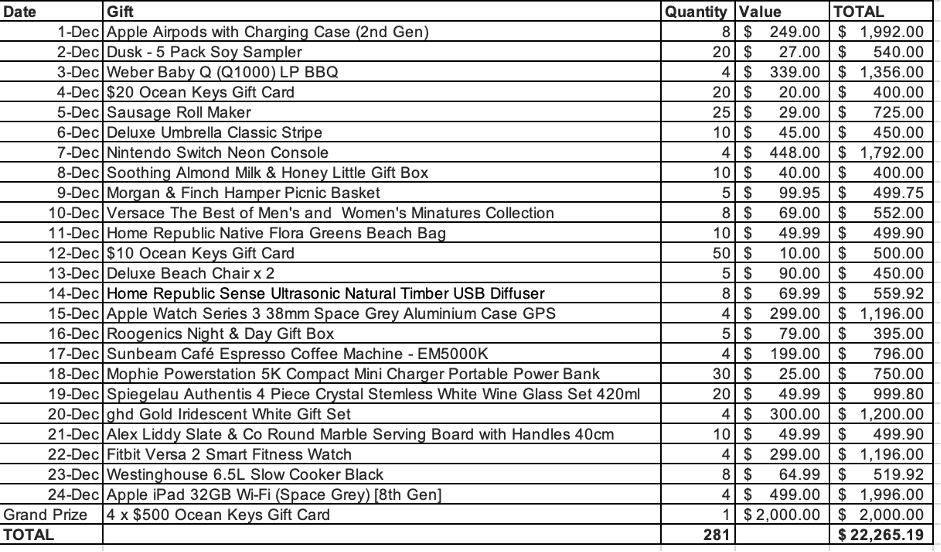 Date Gift Quantity Value TOTAL
1-Dec Apple Airpods with Charging Case (2nd Gen) 8 $ 249.00 $ 1,992.00
2-Dec Dusk - 5 Pack Soy Sampler 20 $ 27.00 $ 540.00
3-Dec Weber Baby Q (Q1000) LP BBQ 4 $ 339.00 $ 1,356.00
4-Dec $20 Ocean Keys Gift Card 20 $ 20.00 $ 400.00
5-Dec Sausage Roll Maker 25 $ 29.00 $ 725.00
6-Dec Deluxe Umbrella Classic Stripe 10 $ 45.00 $ 450.00
7-Dec Nintendo Switch Neon Console 4 $ 448.00 $ 1,792.00
8-Dec Soothing Almond Milk & Honey Little Gift Box 10 $ 40.00 $ 400.00
9-Dec Morgan & Finch Hamper Picnic Basket 5 $ 99.95 $ 499.75
10-Dec Versace The Best of Men's and Women's Minatures Collection 8 $ 69.00 $ 552.00
11-Dec Home Republic Native Flora Greens Beach Bag 10 $ 49.99 $ 499.90
12-Dec $10 Ocean Keys Gift Card 50 $ 10.00 $ 500.00
13-Dec Deluxe Beach Chair x 2 5 $ 90.00 $ 450.00
14-Dec Home Republic Sense Ultrasonic Natural Timber USB Diffuser 8 $ 69.99 $ 559.92
15-Dec Apple Watch Series 3 38mm Space Grey Aluminium Case GPS 4 $ 299.00 $ 1,196.00
16-Dec Roogenics Night & Day Gift Box 5 $ 79.00 $ 395.00
17-Dec Sunbeam Café Espresso Coffee Machine - EM5000K 4 $ 199.00 $ 796.00
18-Dec Mophie Powerstation 5K Compact Mini Charger Portable Power Bank 30 $ 25.00 $ 750.00
19-Dec Spiegelau Authentis 4 Piece Crystal Stemless White Wine Glass Set 420ml 20 $ 49.99 $ 999.80
20-Dec ghd Gold Iridescent White Gift Set 4 $ 300.00 $ 1,200.00
21-Dec Alex Liddy Slate & Co Round Marble Serving Board with Handles 40cm 10 $ 49.99 $ 499.90
22-Dec Fitbit Versa 2 Smart Fitness Watch 4 $ 299.00 $ 1,196.00
23-Dec Westinghouse 6.5L Slow Cooker Black 8 $ 64.99 $ 519.92
24-Dec Apple iPad 32GB Wi-Fi (Space Grey) [8th Gen] 4 $ 499.00 $ 1,996.00
Grand Prize 4 x $500 Ocean Keys Gift Card 1 $ 2,000.00 $ 2,000.00
TOTAL 281 $ 22,265.19